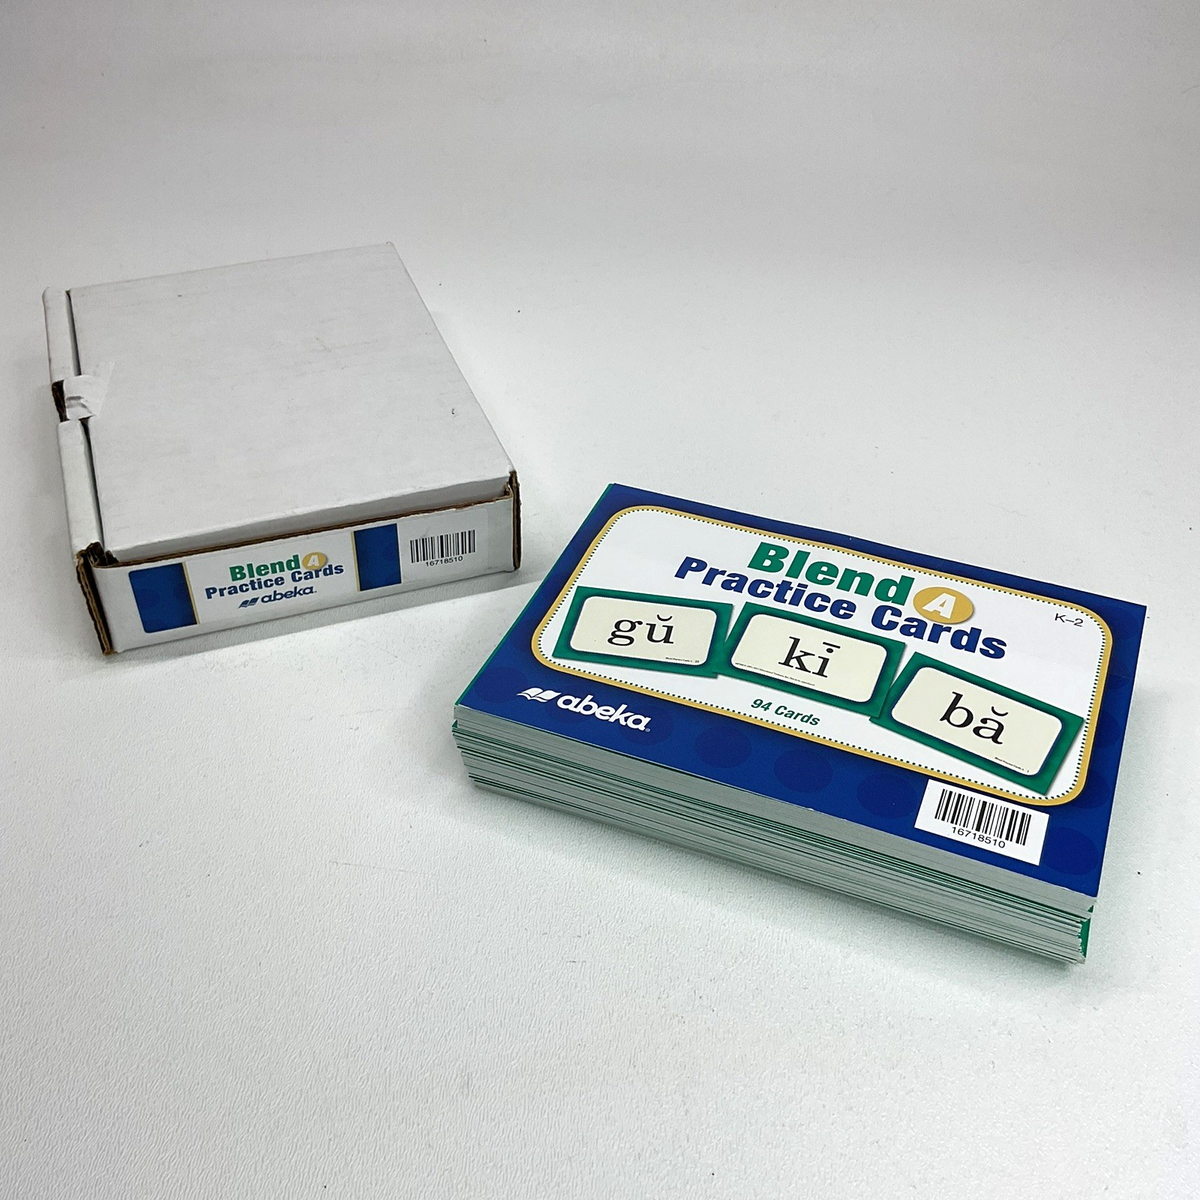 Blend A
Practice Cards
abeka
16718510
Blend A
Practice Cards
K–2
gŭ
kī
bă
94 Cards
abeka
16718510